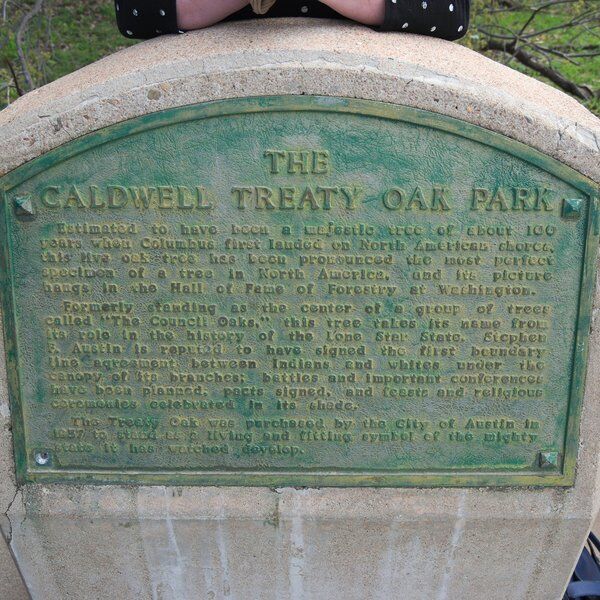 THE
CALDWELL TREATY OAK PARK
Estimated to have been a majestic tree of about 100
years when Columbus first landed on North American shores,
this live oak tree has been pronounced the most perfect
specimen of a tree in North America, and its picture
hangs in the Hall of Fame of Forestry at Washington.
Formerly standing as the center of a group of trees
called "The Council Oaks," this tree takes its name from
its role in the history of the Lone Star State. Stephen
F. Austin is reputed to have signed the first boundary
line agreement between Indians and whites under the
canopy of its branches; battles and important conferences
have been planned, pacts signed, and feasts and religious
ceremonies celebrated in its shade.
The Treaty Oak was purchased by the City of Austin in
1937 to stand as a living and fitting symbol of the mighty
state it has watched develop.